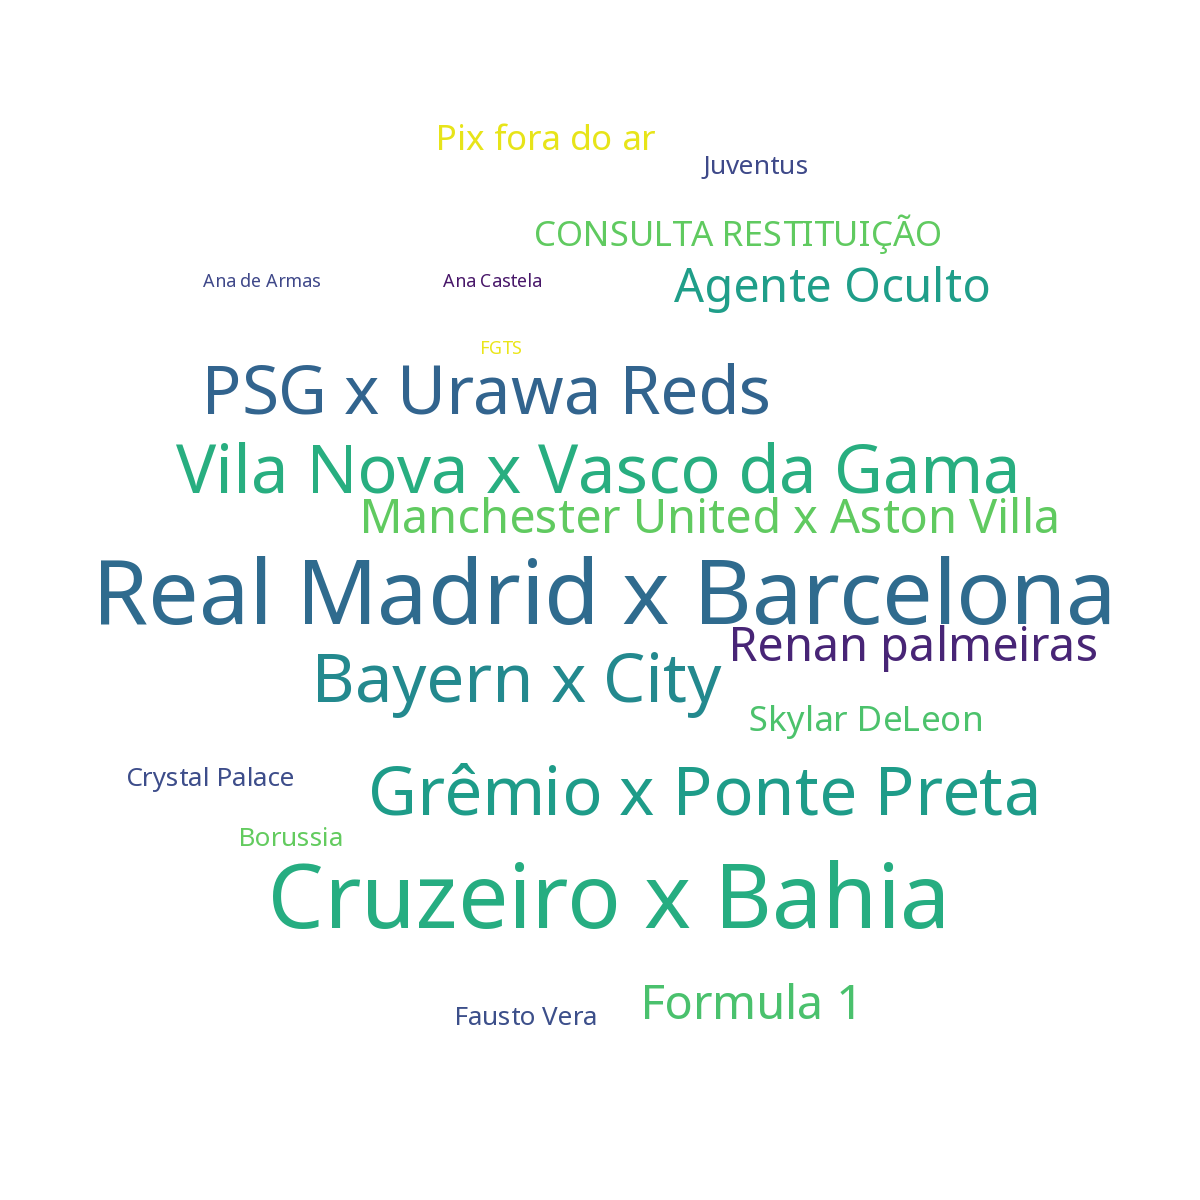 Pix fora do ar
Juventus
CONSULTA RESTITUIÇÃO
Ana de Armas
Ana Castela
Agente Oculto
FGTS
PSG x Urawa Reds
Vila Nova x Vasco da Gama
Manchester United x Aston Villa
Real Madrid x Barcelona
Renan palmeiras
Bayern x City
Skylar DeLeon
Crystal Palace
Grêmio x Ponte Preta
Borussia
Cruzeiro x Bahia
Formula 1
Fausto Vera